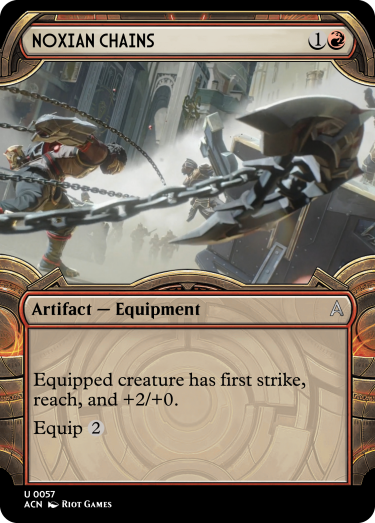 NOXIAN CHAINS 1
Artifact — Equipment
Equipped creature has first strike,
reach, and +2/+0.
Equip 2
U 0057
ACN RIOT GAMES